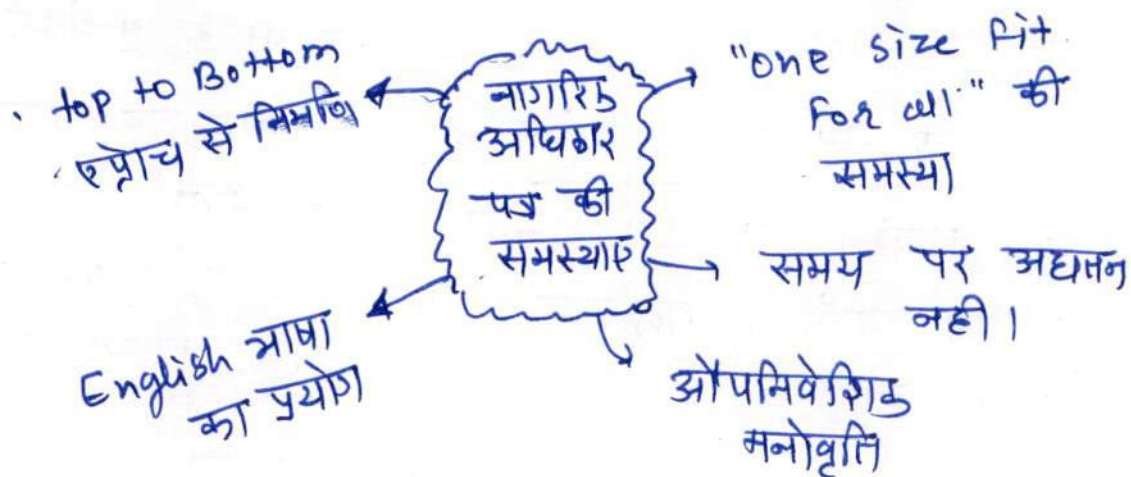 top to Bottom
एप्रोच से निर्माण
नागरिक
अधिकार
पत्र की
समस्याएं
"one size fit
For all" की
समस्या
समय पर अद्यतन
नही।
English भाषा
का प्रयोग
औपनिवेशिक
मनोवृति